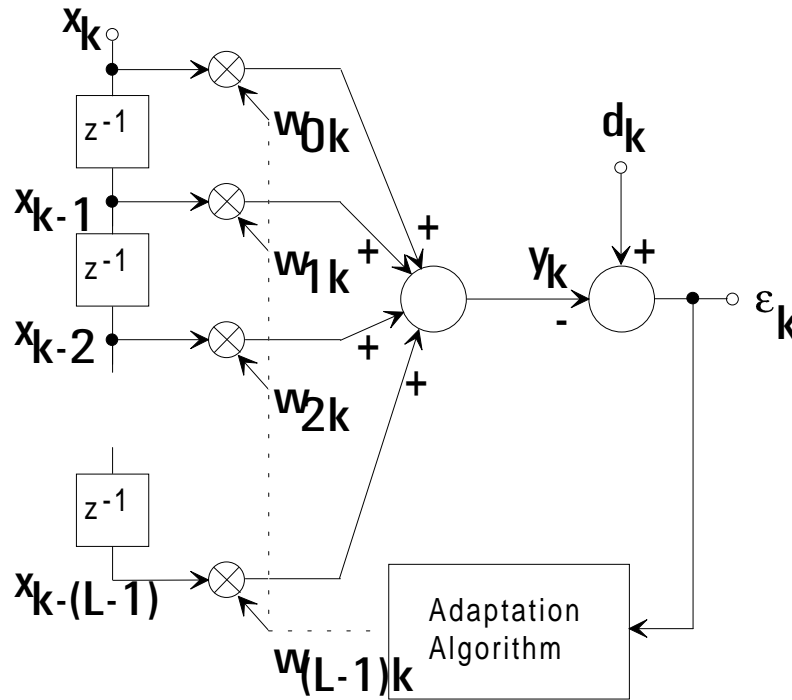 x_k
z^-1
w_0k
d_k
x_k-1
+
+
+
w_1k
y_k
z^-1
-
ε_k
x_k-2
+
+
w_2k
z^-1
x_k-(L-1)
w_(L-1)k
Adaptation
Algorithm